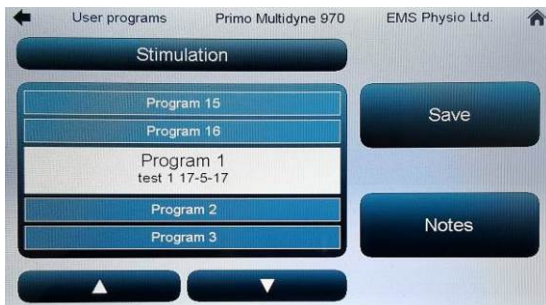 User programs Primo Multidyne 970 EMS Physio Ltd.
Stimulation
Program 15
Program 16
Program 1
test 1 17-5-17
Program 2
Program 3
Save
Notes